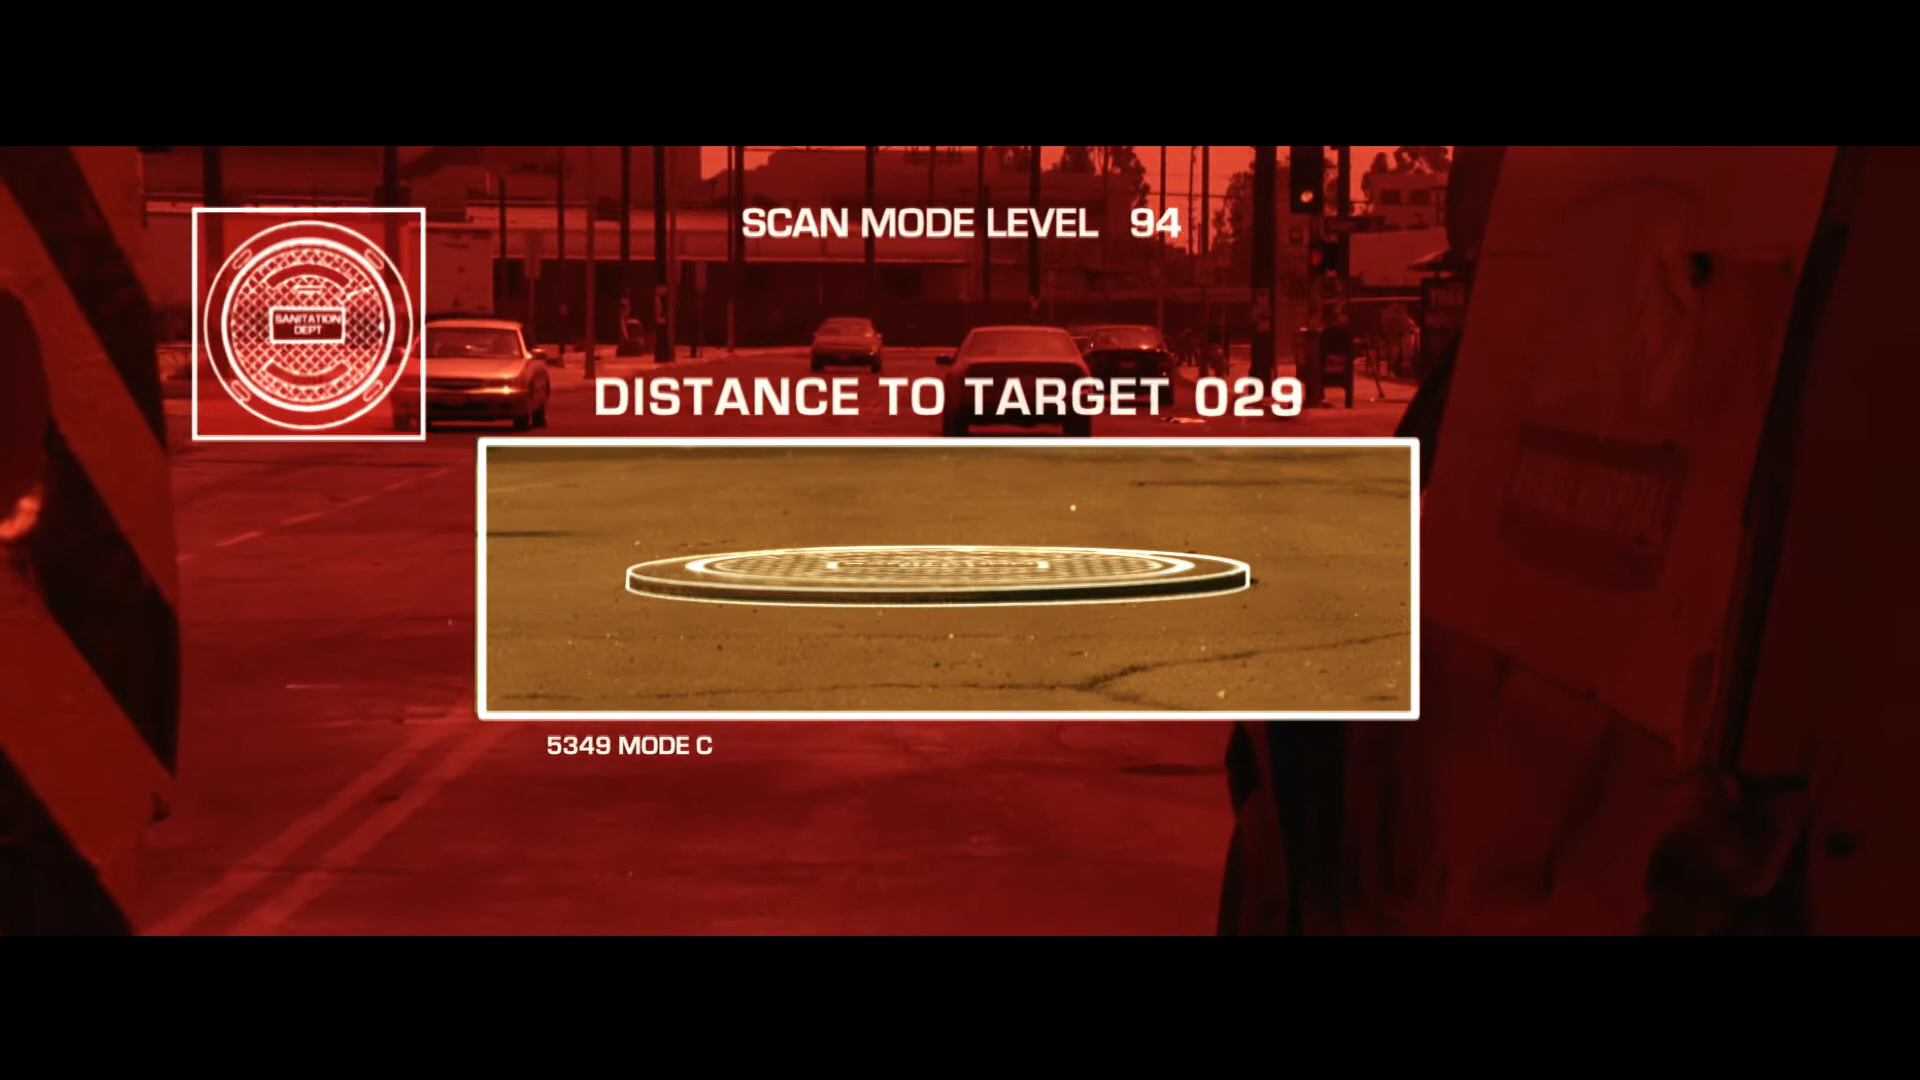 SCAN MODE LEVEL 94
SANITATION
DEPT
DISTANCE TO TARGET 029
5349 MODE C